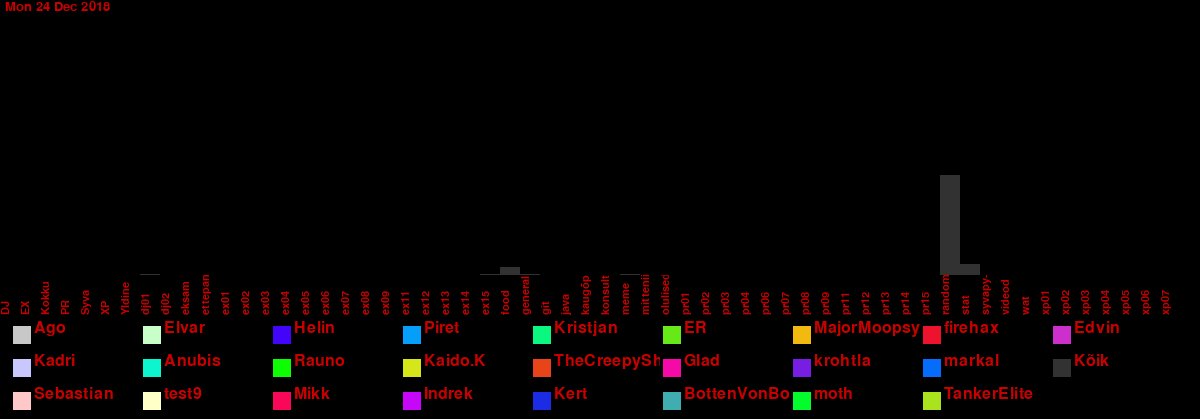 Mon 24 Dec 2018
DJ
EX
Kokku
PR
Syva
XP
Yldine
dj01
dj02
eksam
ettepan
ex01
ex02
ex03
ex04
ex05
ex06
ex07
ex08
ex09
ex11
ex12
ex13
ex14
ex15
food
general
git
java
kaugõp
konsult
meme
mitteni
olulised
pr01
pr02
pr03
pr04
pr06
pr07
pr08
pr09
pr11
pr12
pr13
pr14
pr15
random
stat
syvapy-
videod
wat
xp01
xp02
xp03
xp04
xp05
xp06
xp07
Ago Elvar Helin Piret Kristjan ER MajorMoopsy firehax Edvin
Kadri Anubis Rauno Kaido.K TheCreepySh Glad krohtla markal Kõik
Sebastian test9 Mikk Indrek Kert BottenVonBo moth TankerElite